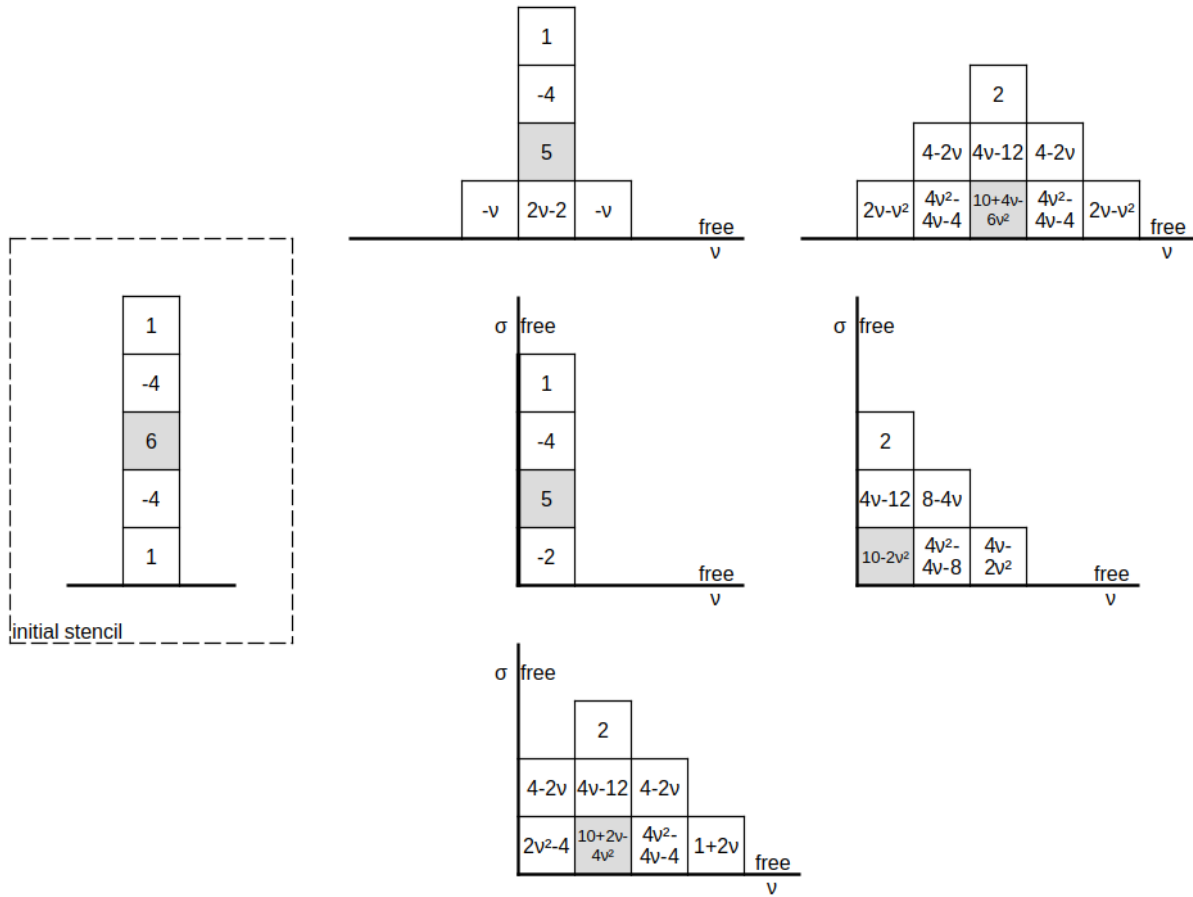 1
-4
5
-ν 2ν-2 -ν
free
ν
2
4-2ν 4ν-12 4-2ν
2ν-ν² 4ν²- 10+4ν- 4ν²- 2ν-ν²
4ν-4 6ν² 4ν-4
free
ν
1
-4
6
-4
1
initial stencil
σ free
1
-4
5
-2
free
ν
σ free
2
4ν-12 8-4ν
10-2ν² 4ν²- 4ν-
4ν-8 2ν²
free
ν
σ free
2
4-2ν 4ν-12 4-2ν
2ν²-4 10+2ν- 4ν²- 1+2ν
4ν² 4ν-4
free
ν